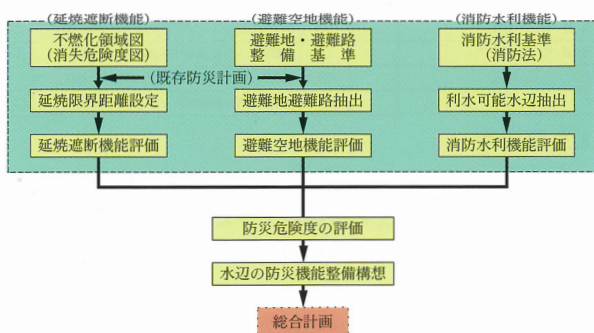 (延焼遮断機能)
(避難空地機能)
(消防水利機能)
不燃化領域図
(消失危険度図)
避難地・避難路
整備基準
消防水利基準
(消防法)
(既存防災計画)
延焼限界距離設定
避難地避難路抽出
利水可能水辺抽出
延焼遮断機能評価
避難空地機能評価
消防水利機能評価
防災危険度の評価
水辺の防災機能整備構想
総合計画